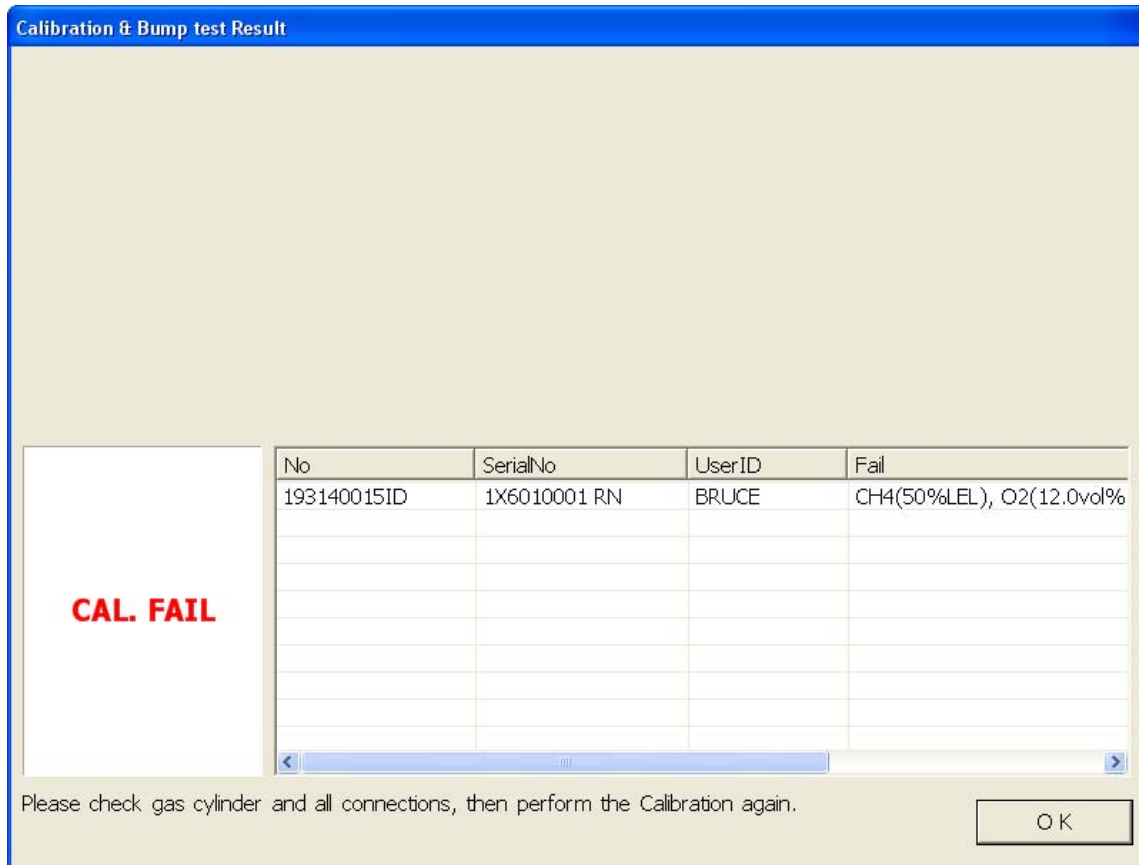 Calibration & Bump test Result
No SerialNo UserID Fail
193140015ID 1X6010001 RN BRUCE CH4(50%LEL), O2(12.0vol%
CAL. FAIL
Please check gas cylinder and all connections, then perform the Calibration again.
OK